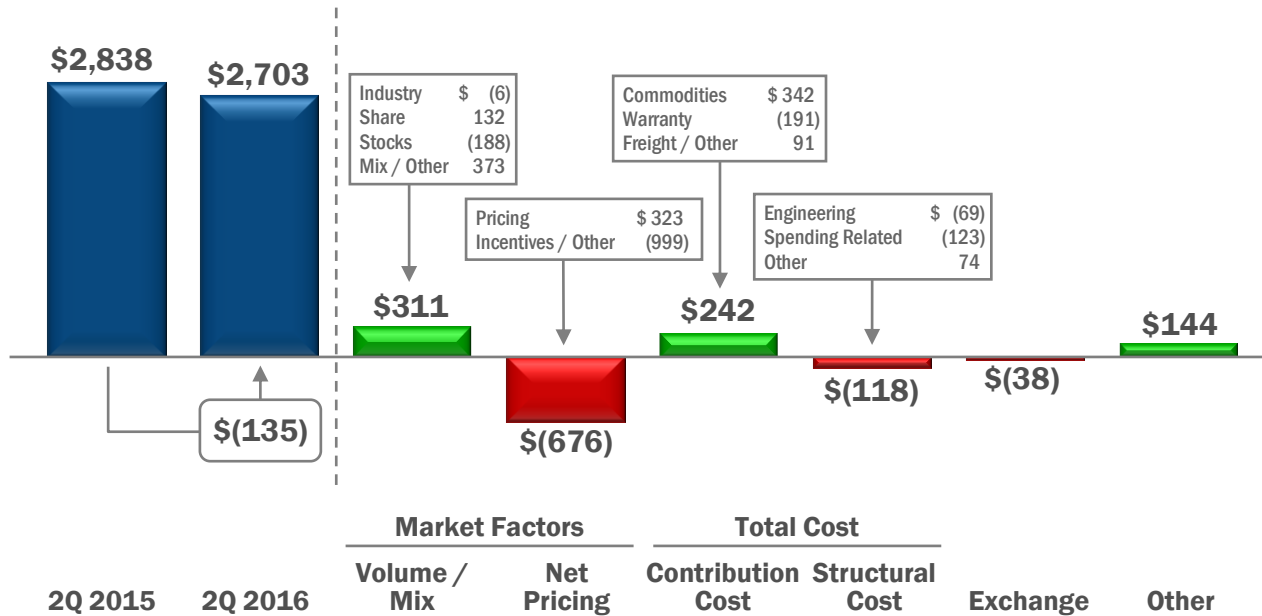 $2,838
$2,703
$(135)
Industry $ (6)
Share 132
Stocks (188)
Mix / Other 373
Pricing $ 323
Incentives / Other (999)
Commodities $ 342
Warranty (191)
Freight / Other 91
Engineering $ (69)
Spending Related (123)
Other 74
$311
$(676)
$242
$(118)
$(38)
$144
Market Factors
Total Cost
2Q 2015
2Q 2016
Volume /
Mix
Net
Pricing
Contribution
Cost
Structural
Cost
Exchange
Other